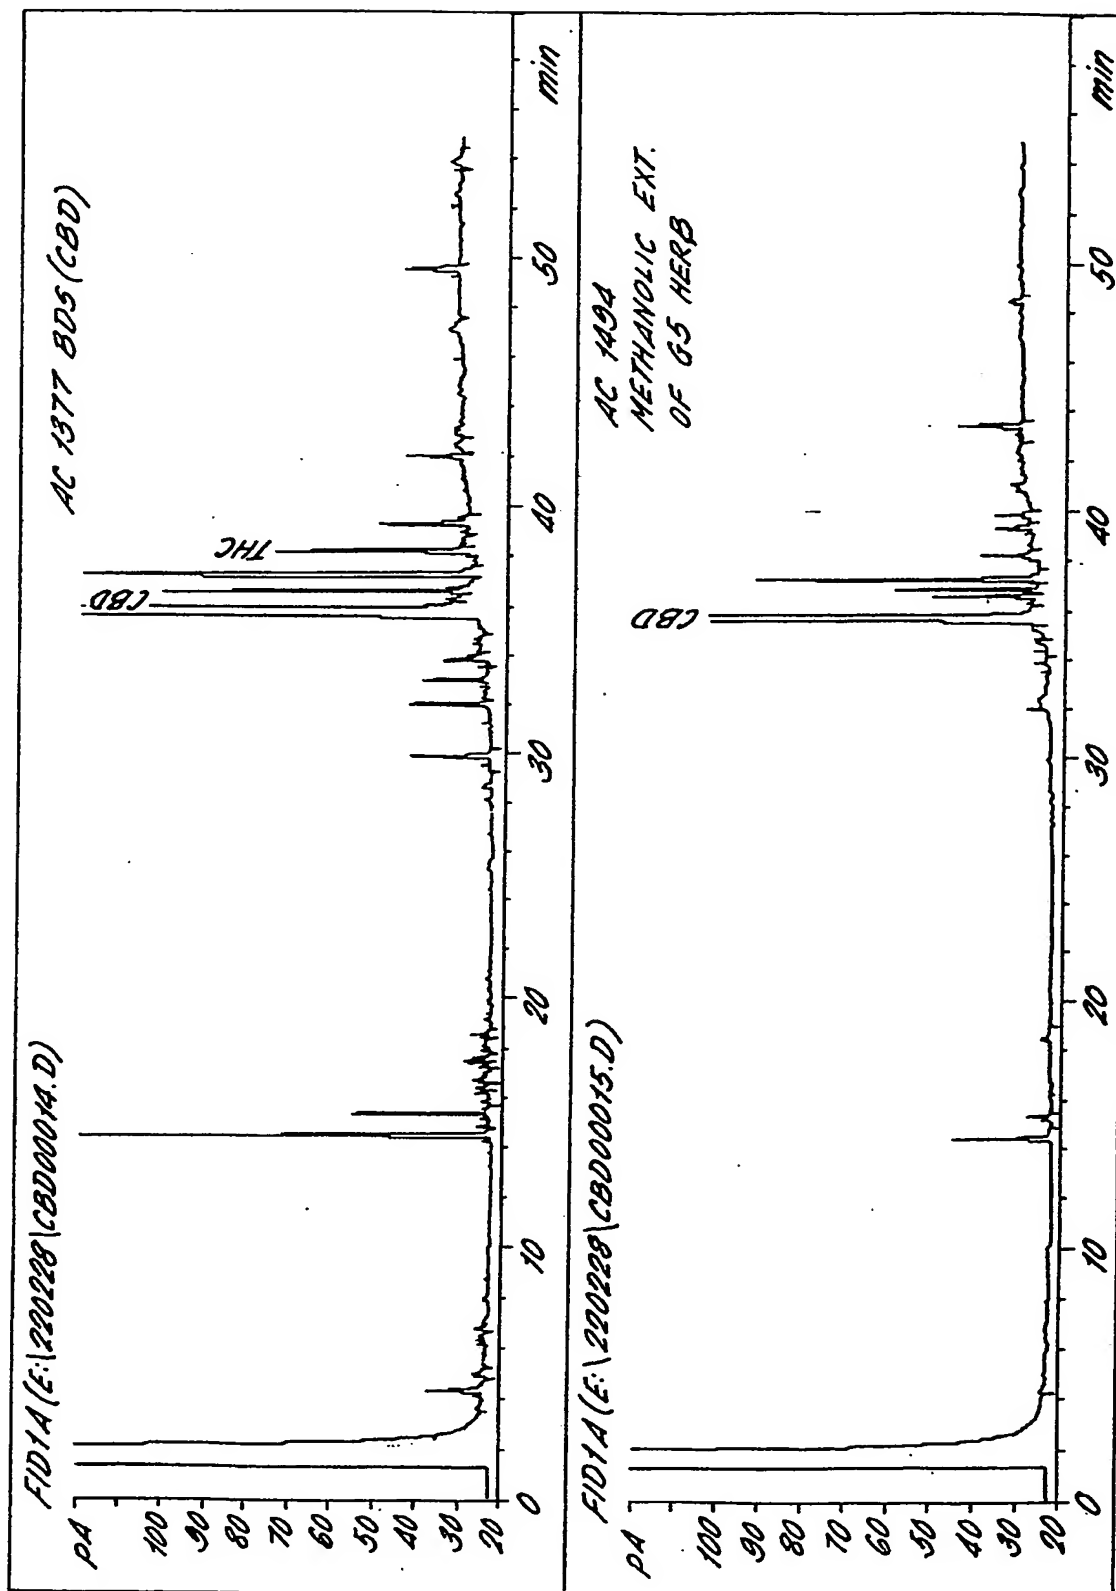 FID1A (E:\220228\CBD00014.D)
AC 1377 BDS (CBD)
PA
100
90
80
70
60
50
40
30
20
CBD
THC
0
10
20
30
40
50
min
FID1A (E:\220228\CBD00015.D)
AC 1494
METHANOLIC EXT.
OF G5 HERB
PA
100
90
80
70
60
50
40
30
20
CBD
0
10
20
30
40
50
min